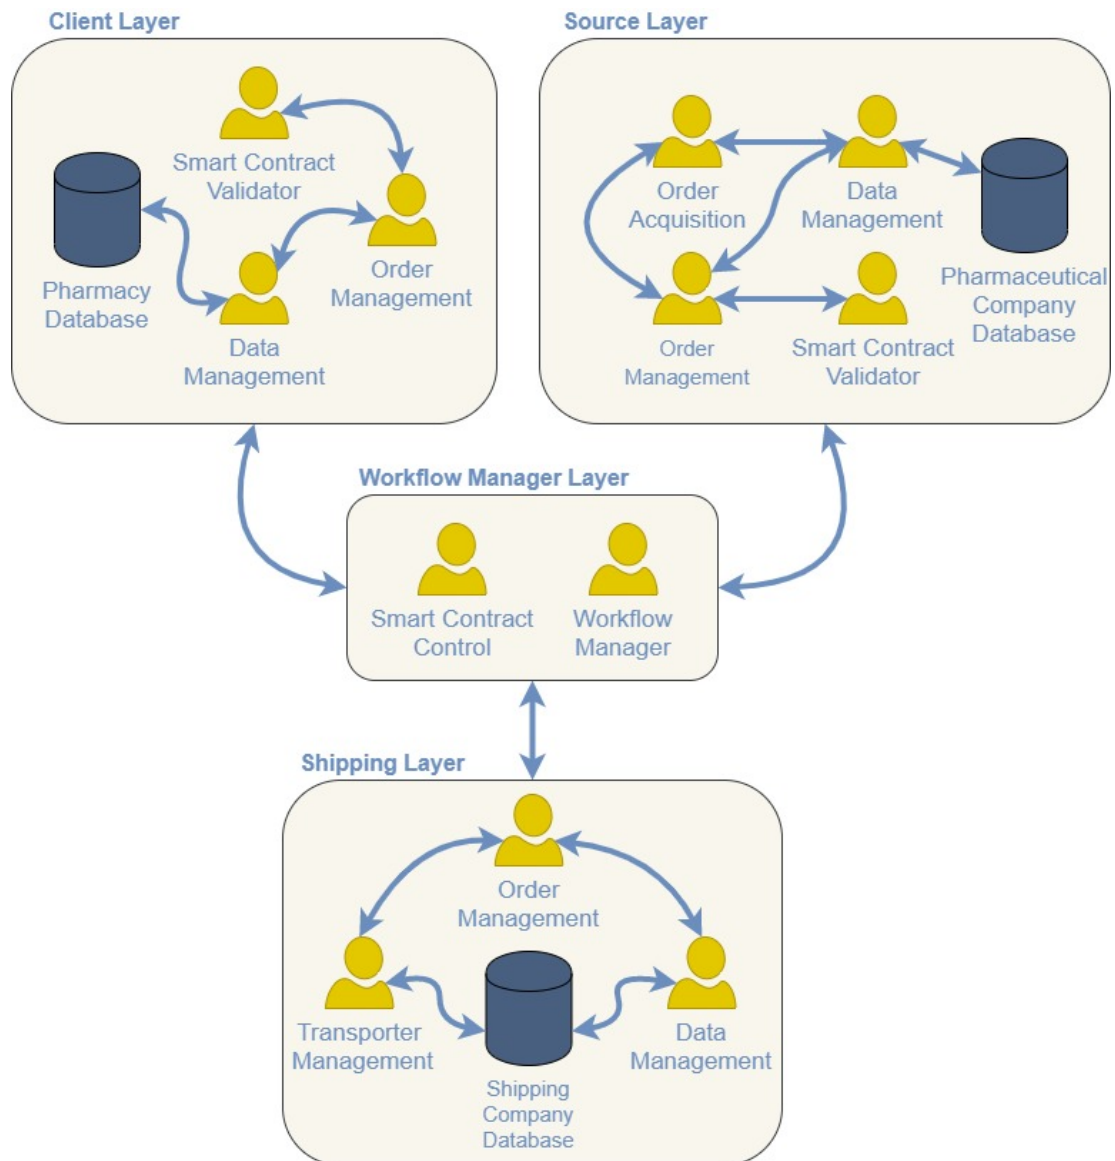 Client Layer
Smart Contract
Validator
Pharmacy
Database
Order
Management
Data
Management
Source Layer
Order
Acquisition
Data
Management
Pharmaceutical
Company
Database
Order
Management
Smart Contract
Validator
Workflow Manager Layer
Smart Contract
Control
Workflow
Manager
Shipping Layer
Order
Management
Transporter
Management
Data
Management
Shipping
Company
Database